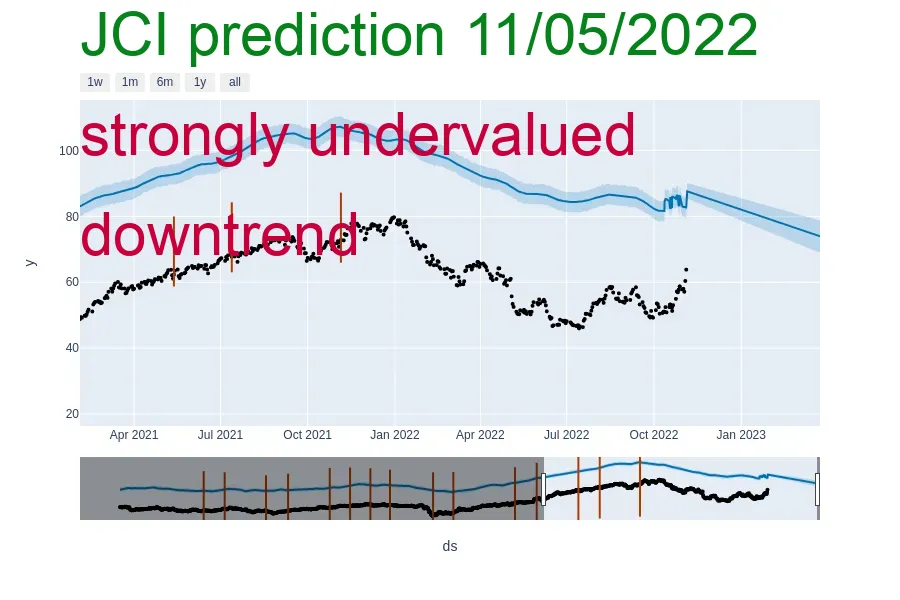 JCI prediction 11/05/2022
1w 1m 6m 1y all
strongly undervalued
100
downtrend
80
y
60
40
20
Apr 2021 Jul 2021 Oct 2021 Jan 2022 Apr 2022 Jul 2022 Oct 2022 Jan 2023
ds